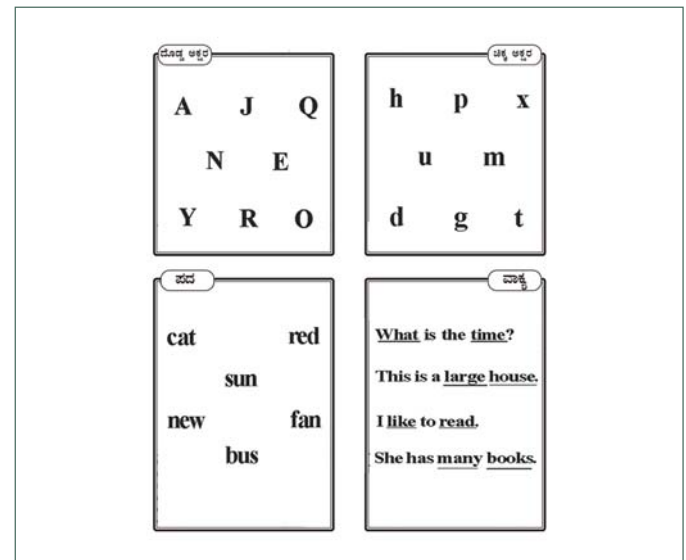 ದೊಡ್ಡ ಅಕ್ಷರ
A J Q
N E
Y R O
ಚಿಕ್ಕ ಅಕ್ಷರ
h p x
u m
d g t
ಪದ
cat red
sun
new fan
bus
ವಾಕ್ಯ
What is the time?
This is a large house.
I like to read.
She has many books.